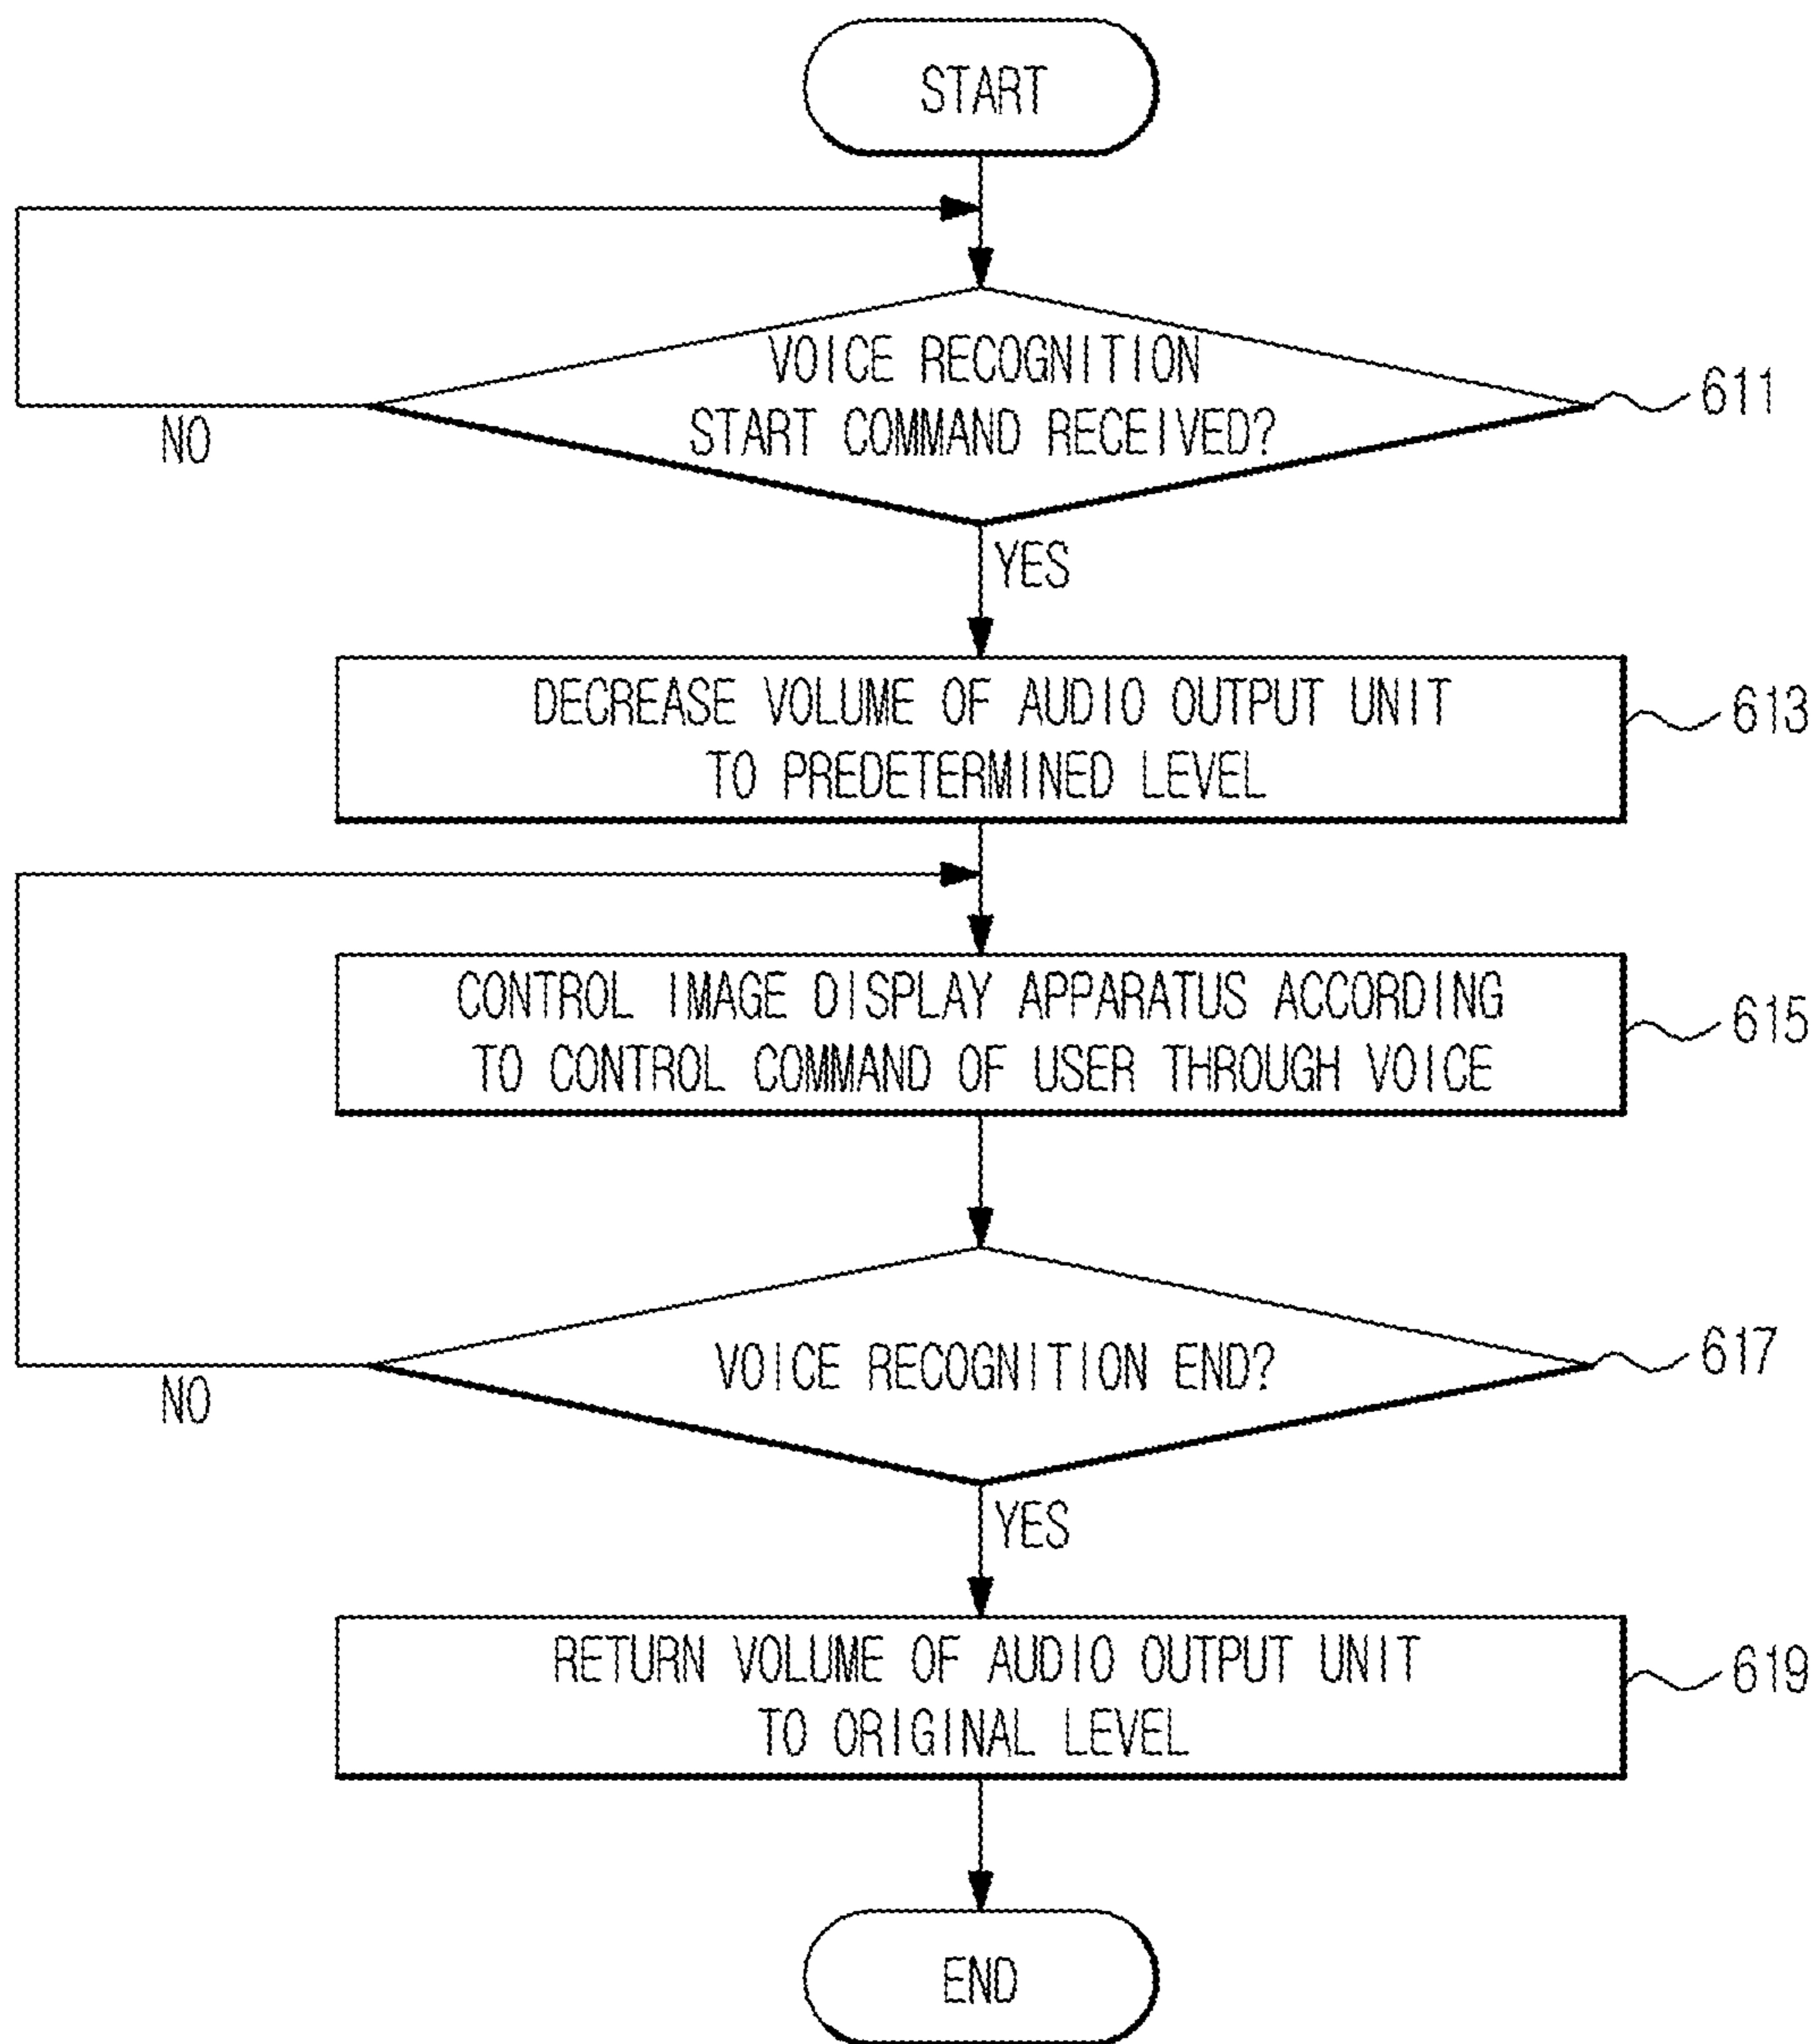 START
VOICE RECOGNITION
START COMMAND RECEIVED?
611
NO
YES
DECREASE VOLUME OF AUDIO OUTPUT UNIT
TO PREDETERMINED LEVEL
613
CONTROL IMAGE DISPLAY APPARATUS ACCORDING
TO CONTROL COMMAND OF USER THROUGH VOICE
615
VOICE RECOGNITION END?
617
NO
YES
RETURN VOLUME OF AUDIO OUTPUT UNIT
TO ORIGINAL LEVEL
619
END